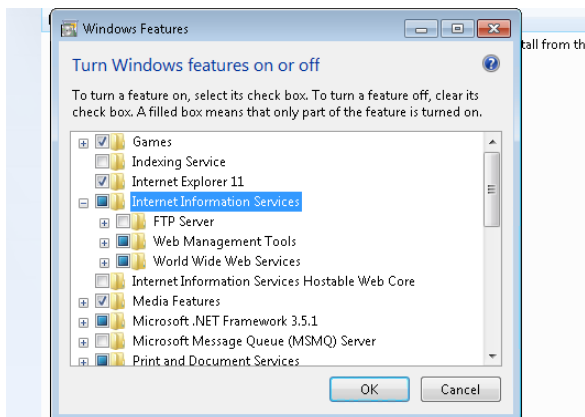 Windows Features
tall from th
Turn Windows features on or off
To turn a feature on, select its check box. To turn a feature off, clear its
check box. A filled box means that only part of the feature is turned on.
Games
Indexing Service
Internet Explorer 11
Internet Information Services
FTP Server
Web Management Tools
World Wide Web Services
Internet Information Services Hostable Web Core
Media Features
Microsoft .NET Framework 3.5.1
Microsoft Message Queue (MSMQ) Server
Print and Document Services
OK
Cancel